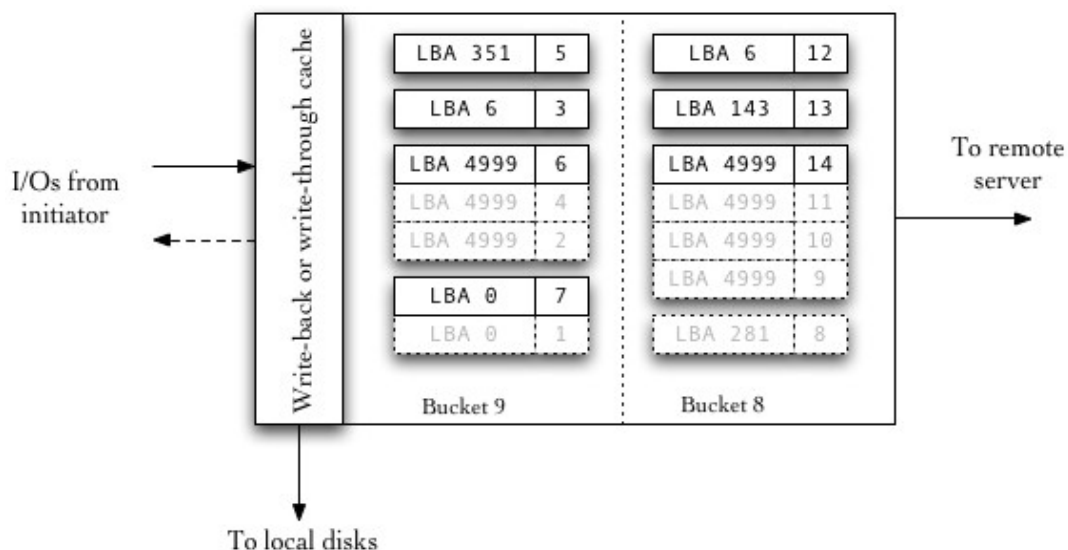 I/Os from
initiator
Write-back or write-through cache
LBA 351 5
LBA 6 3
LBA 4999 6
LBA 4999 4
LBA 4999 2
LBA 0 7
LBA 0 1
Bucket 9
LBA 6 12
LBA 143 13
LBA 4999 14
LBA 4999 11
LBA 4999 10
LBA 4999 9
LBA 281 8
Bucket 8
To remote
server
To local disks